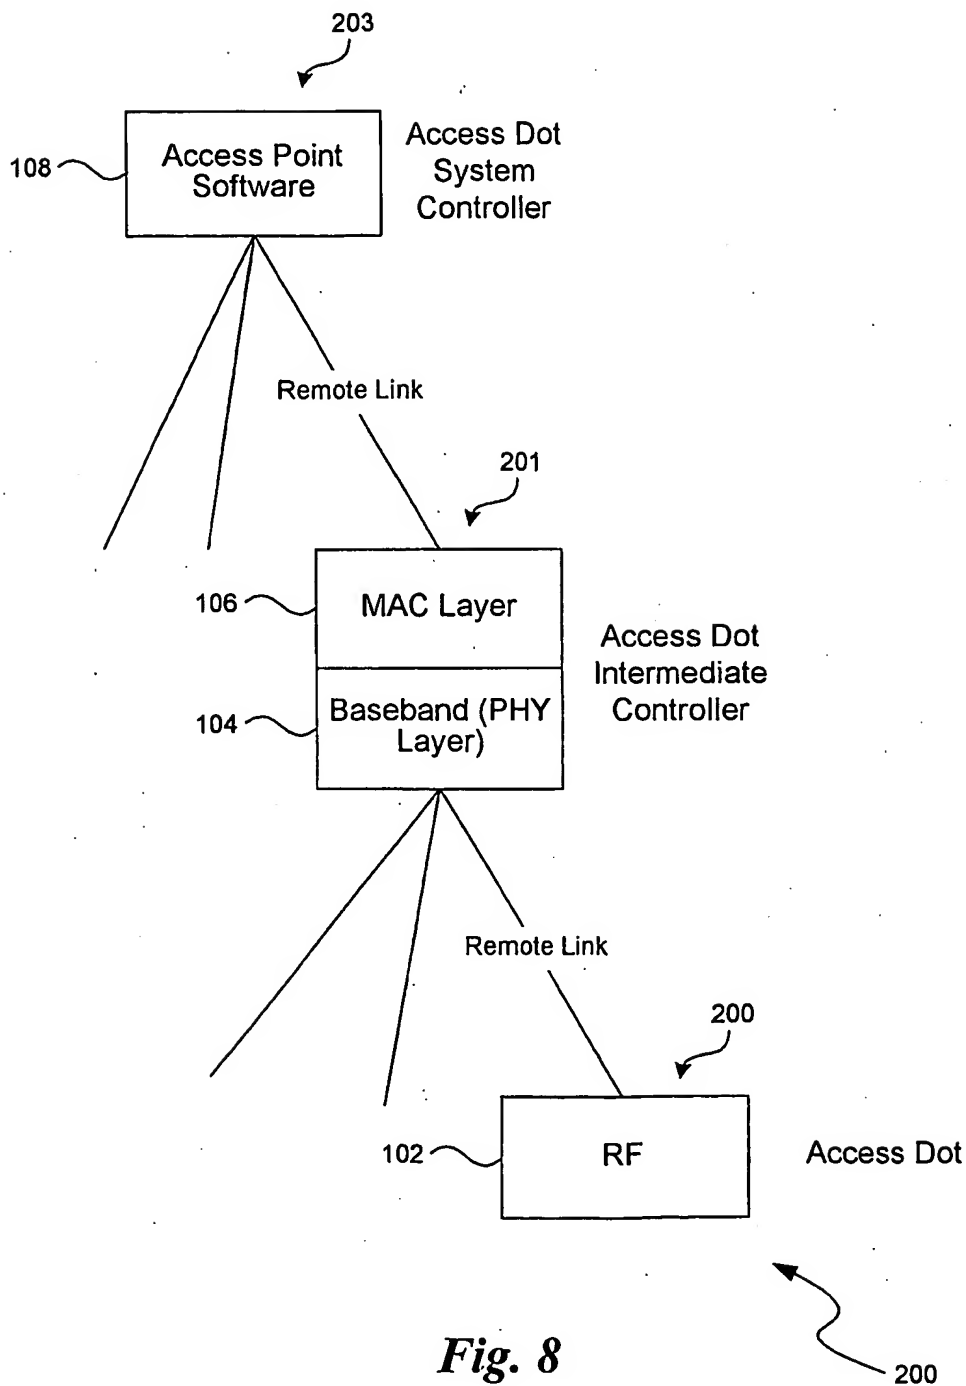 203
Access Dot
System
Controller
108
Access Point
Software
Remote Link
201
106
MAC Layer
Access Dot
Intermediate
Controller
104
Baseband (PHY
Layer)
Remote Link
200
102
RF
Access Dot
Fig. 8
200